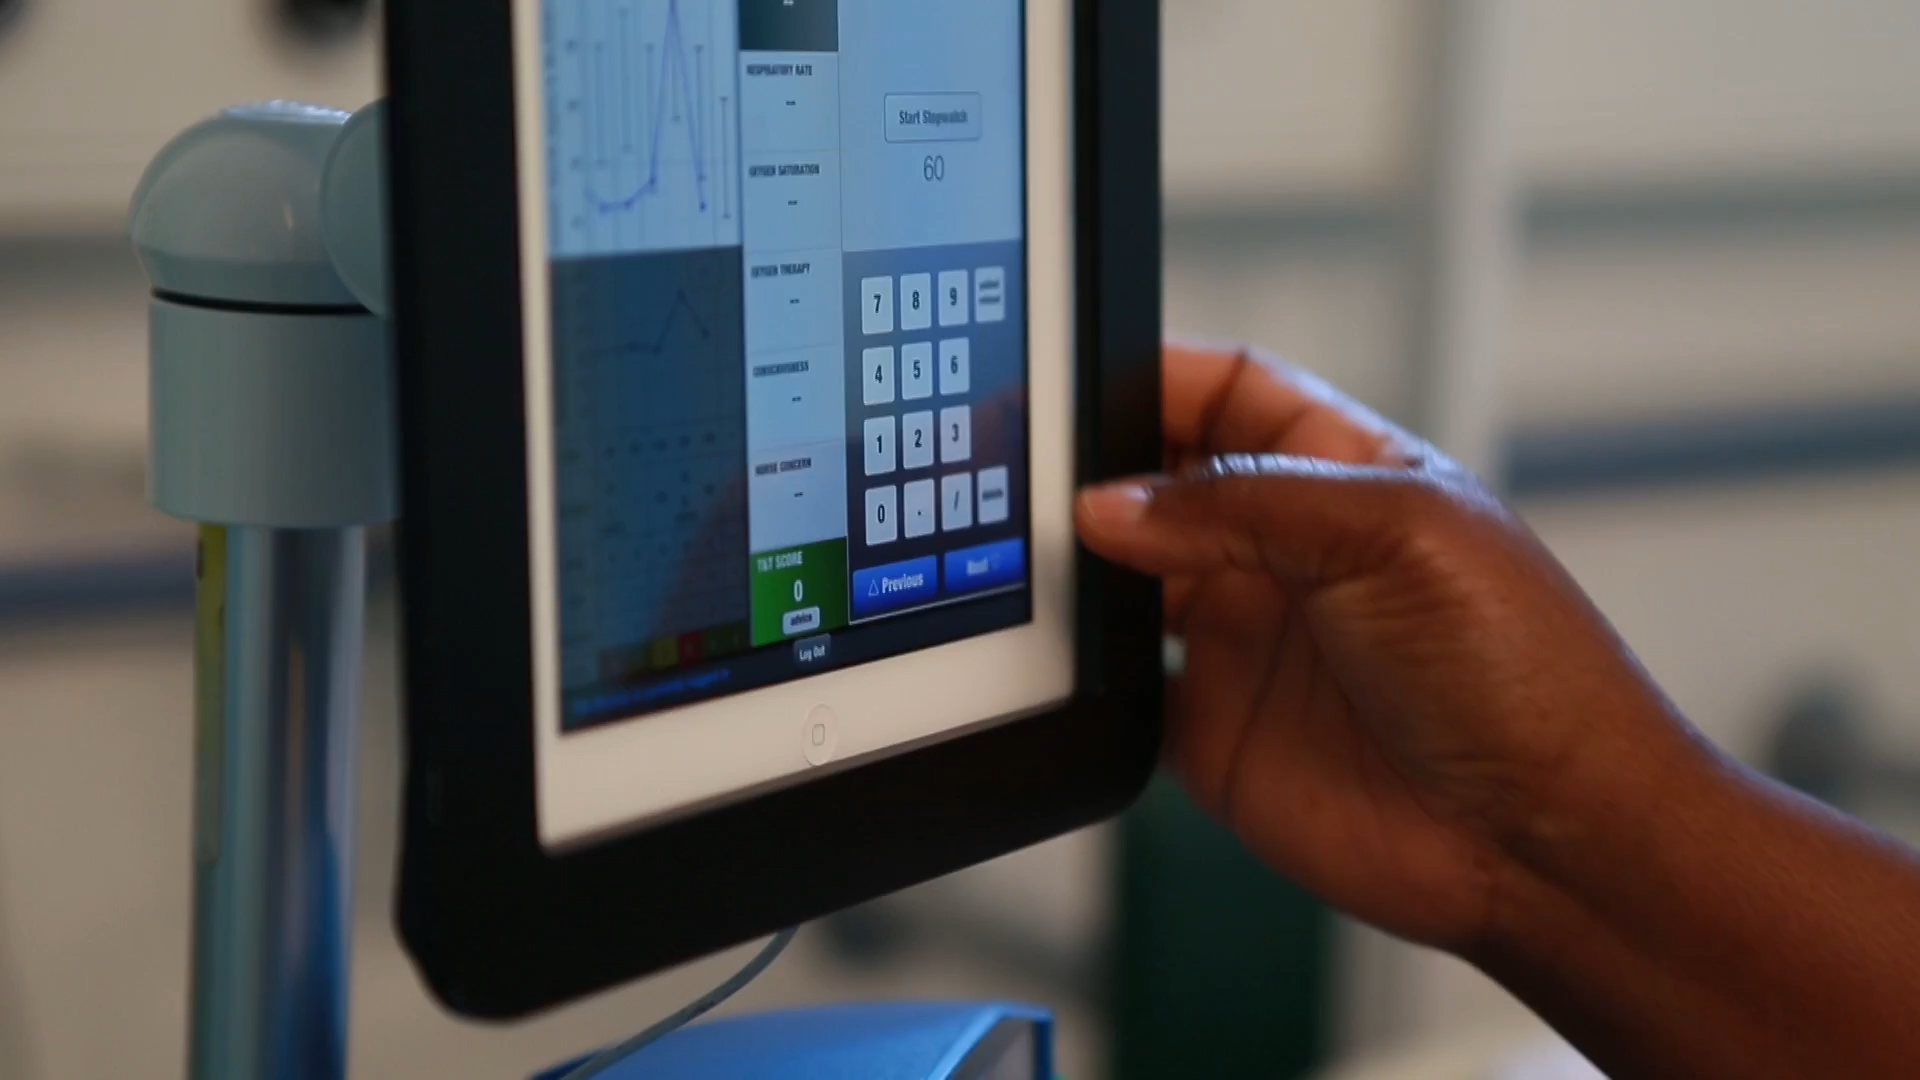 RESPIRATORY RATE
--
Start Stopwatch
60
OXYGEN SATURATION
--
OXYGEN THERAPY
--
CONSCIOUSNESS
--
NURSE CONCERN
--
7 8 9
4 5 6
1 2 3
0 . /
T&T SCORE
0
advice
Previous
Next
Log Out